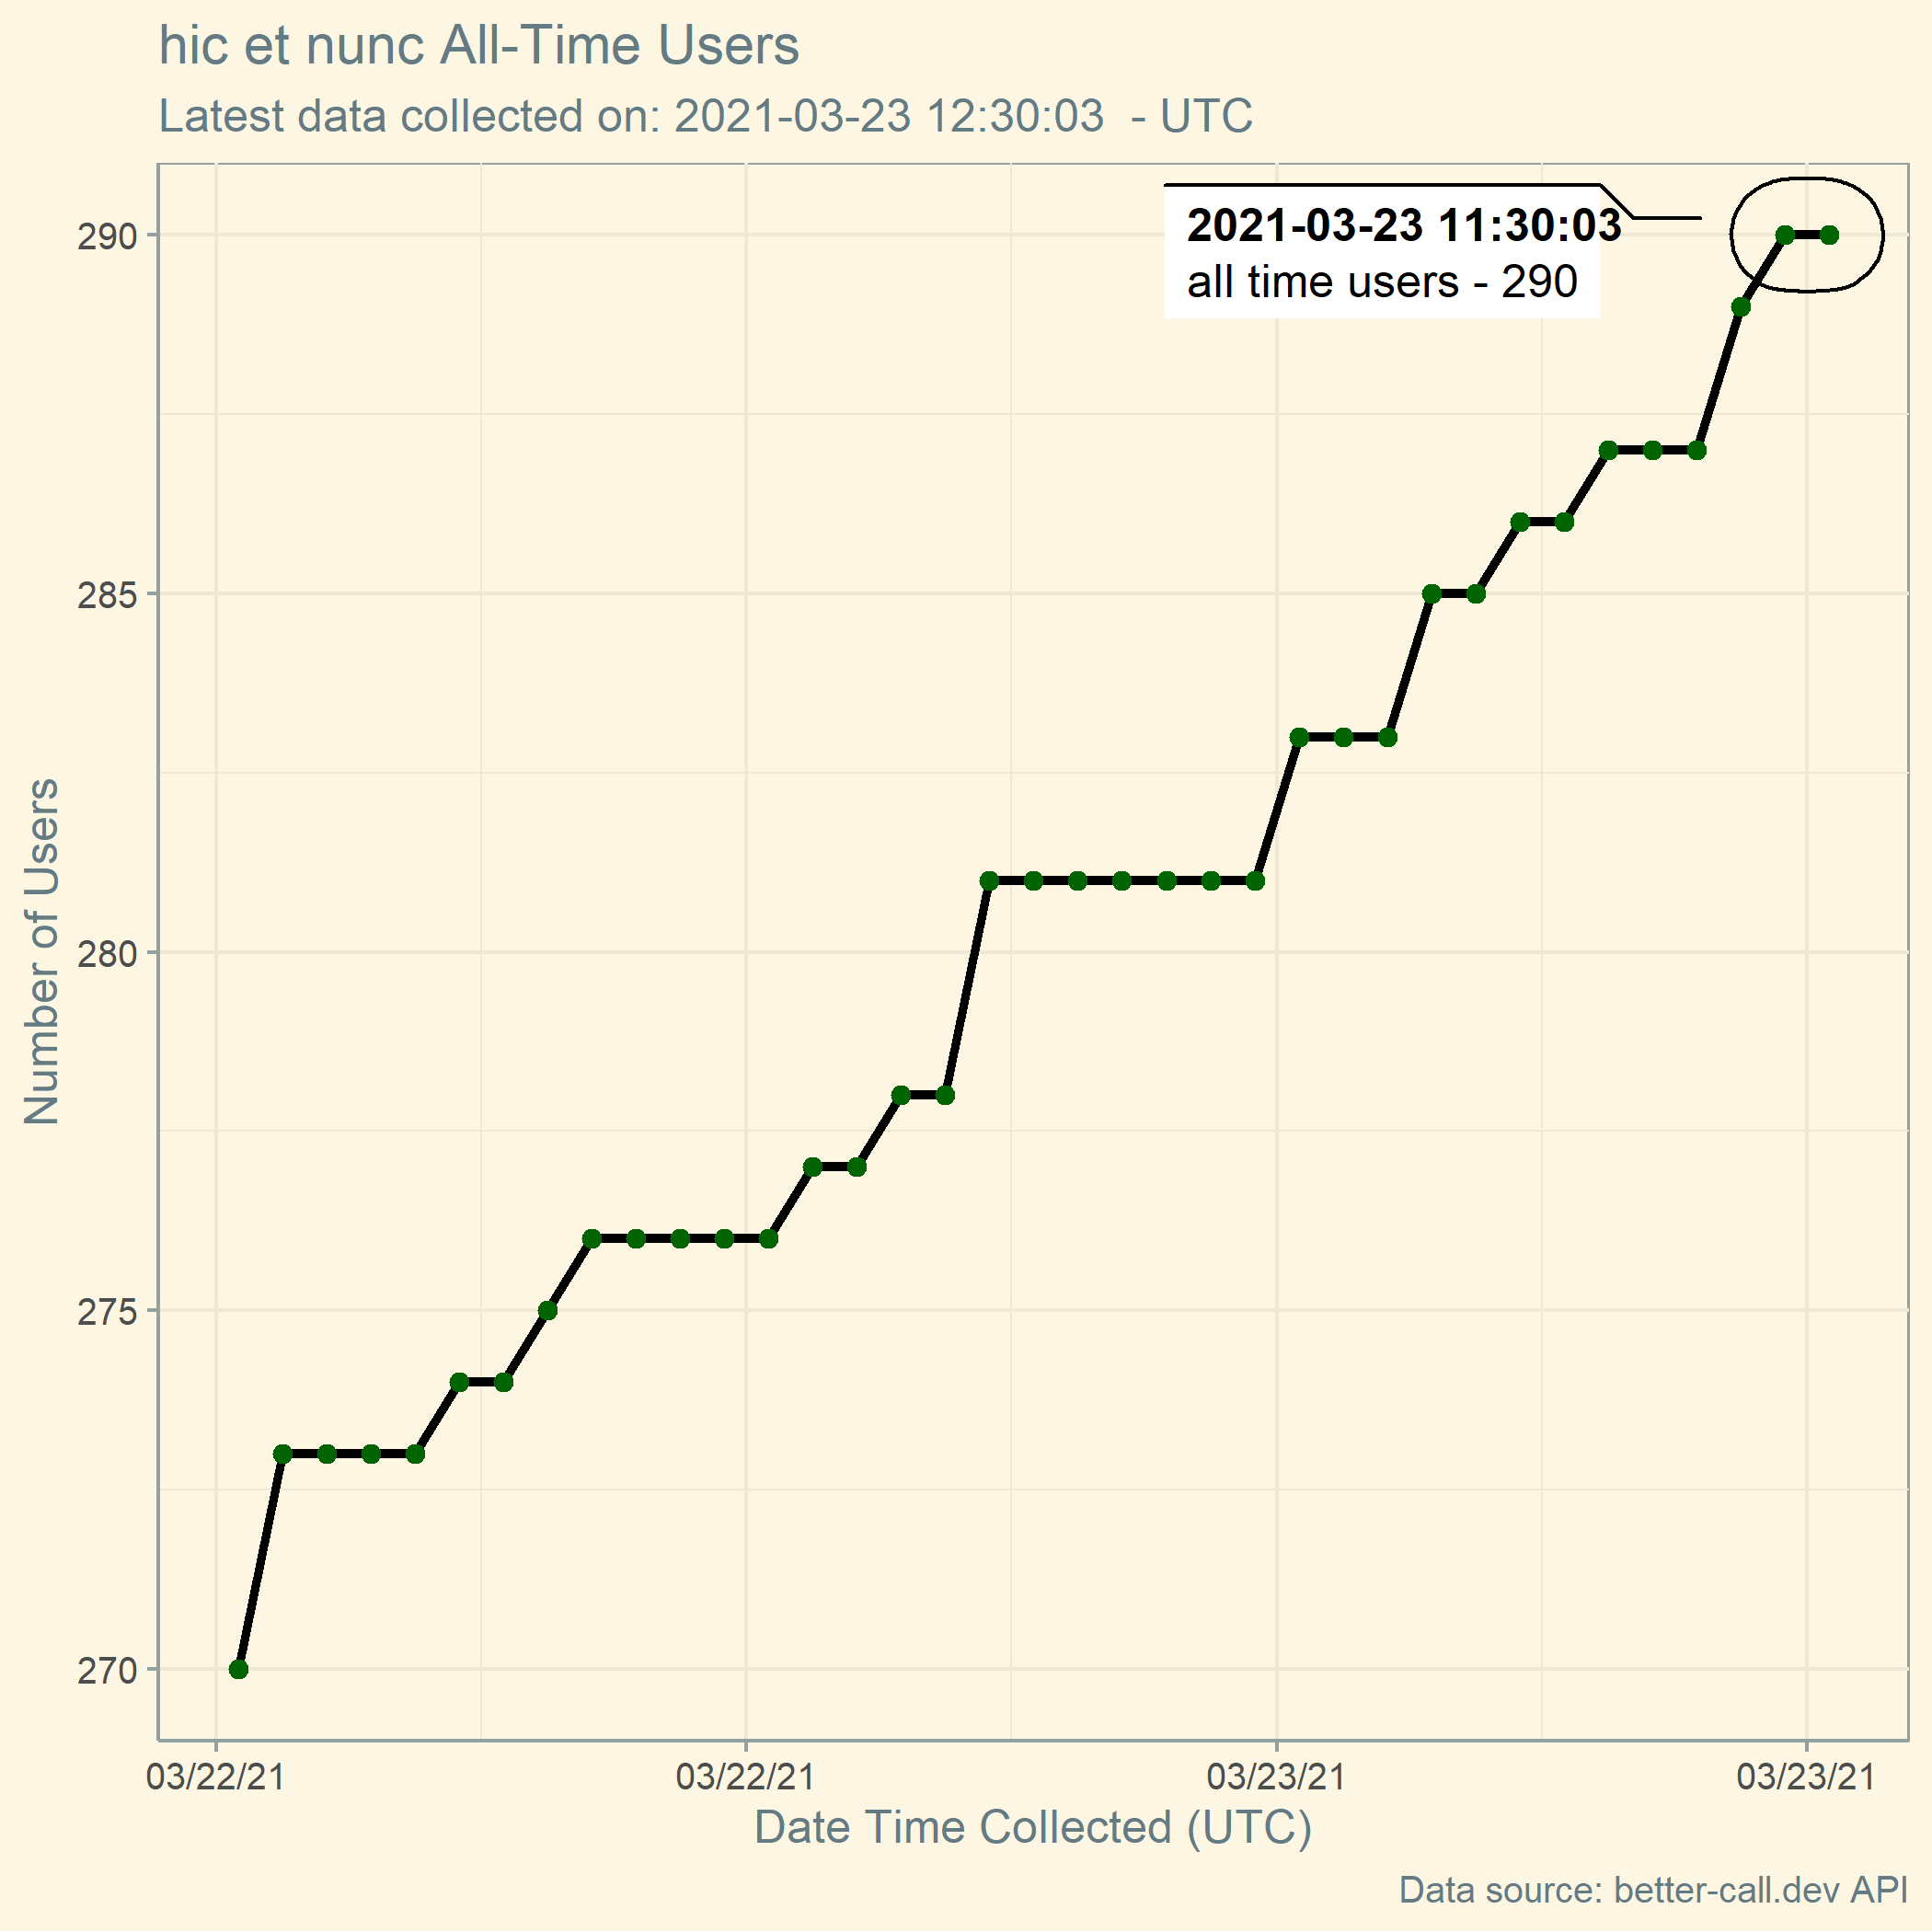 hic et nunc All-Time Users
Latest data collected on: 2021-03-23 12:30:03  - UTC
2021-03-23 11:30:03
all time users - 290
290
285
280
275
270
Number of Users
03/22/21 03/22/21 03/23/21 03/23/21
Date Time Collected (UTC)
Data source: better-call.dev API